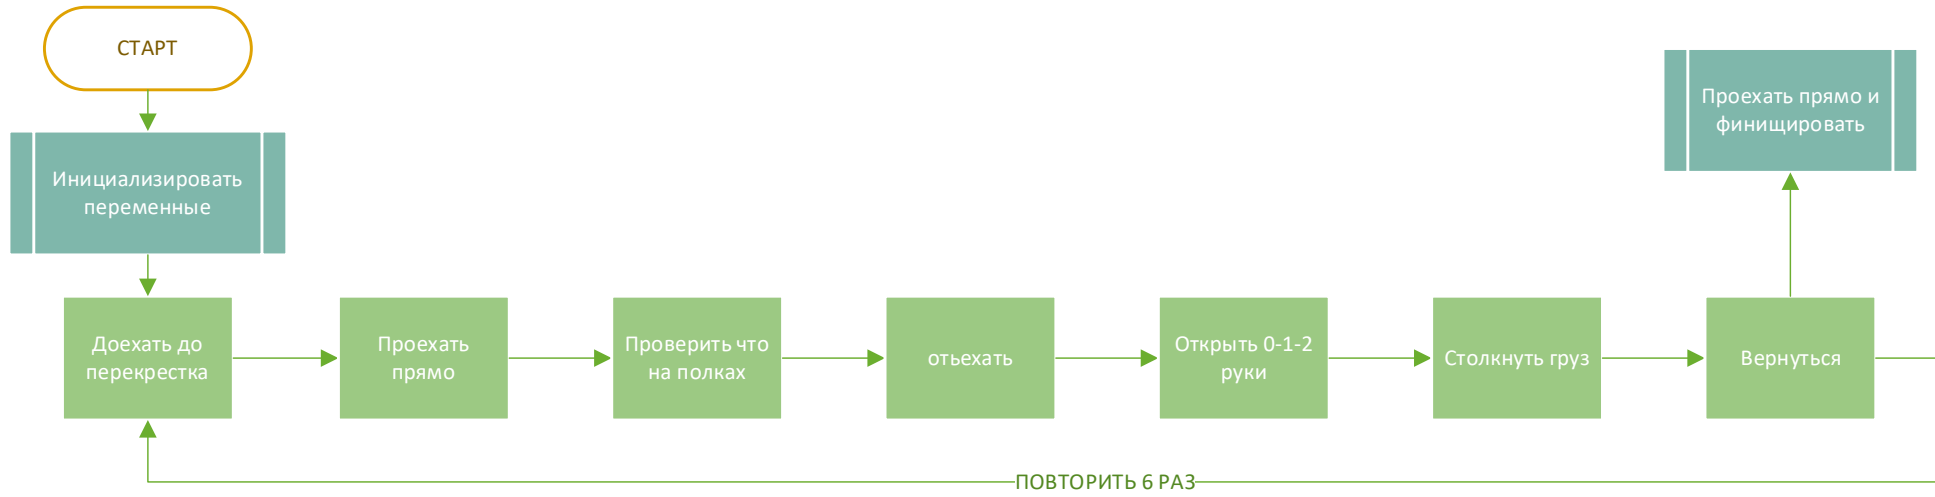 СТАРТ
Инициализировать
переменные
Проехать прямо и
финищировать
Доехать до
перекрестка
Проехать
прямо
Проверить что
на полках
отьехать
Открыть 0-1-2
руки
Столкнуть груз
Вернуться
ПОВТОРИТЬ 6 РАЗ